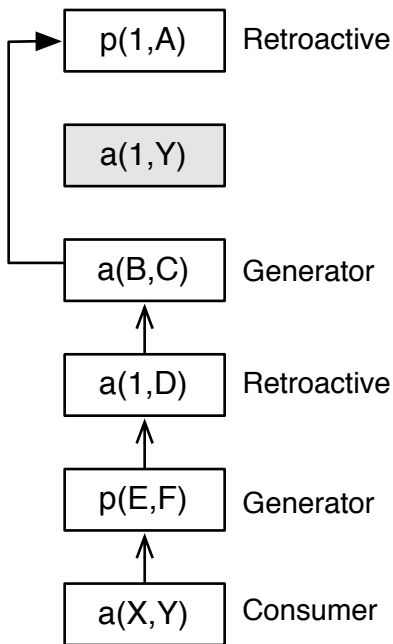 p(1,A) Retroactive
a(1,Y)
a(B,C) Generator
a(1,D) Retroactive
p(E,F) Generator
a(X,Y) Consumer